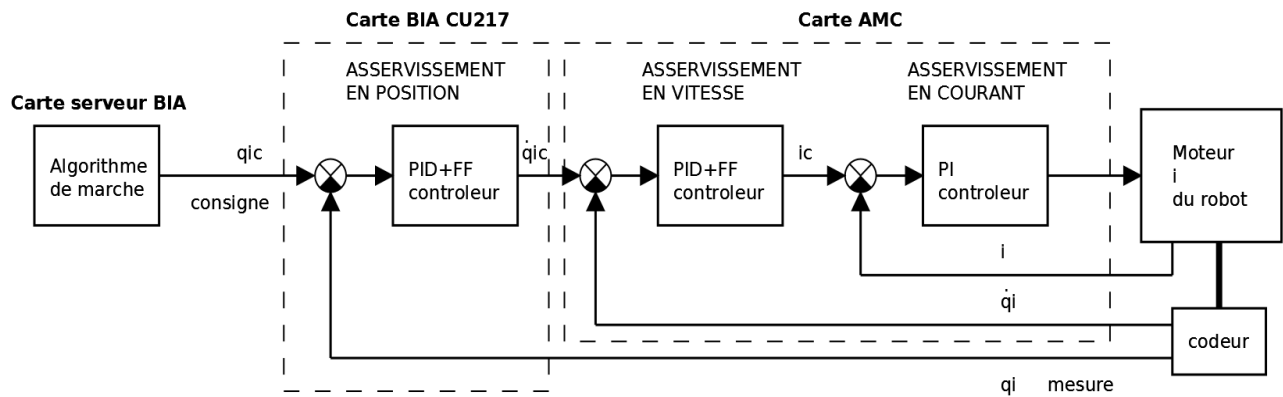 Carte BIA CU217
Carte AMC
ASSERVISSEMENT
EN POSITION
ASSERVISSEMENT
EN VITESSE
ASSERVISSEMENT
EN COURANT
Carte serveur BIA
Algorithme
de marche
qic
consigne
PID+FF
controleur
q̇ic
PID+FF
controleur
ic
PI
controleur
Moteur
i
du robot
i
q̇i
codeur
qi mesure